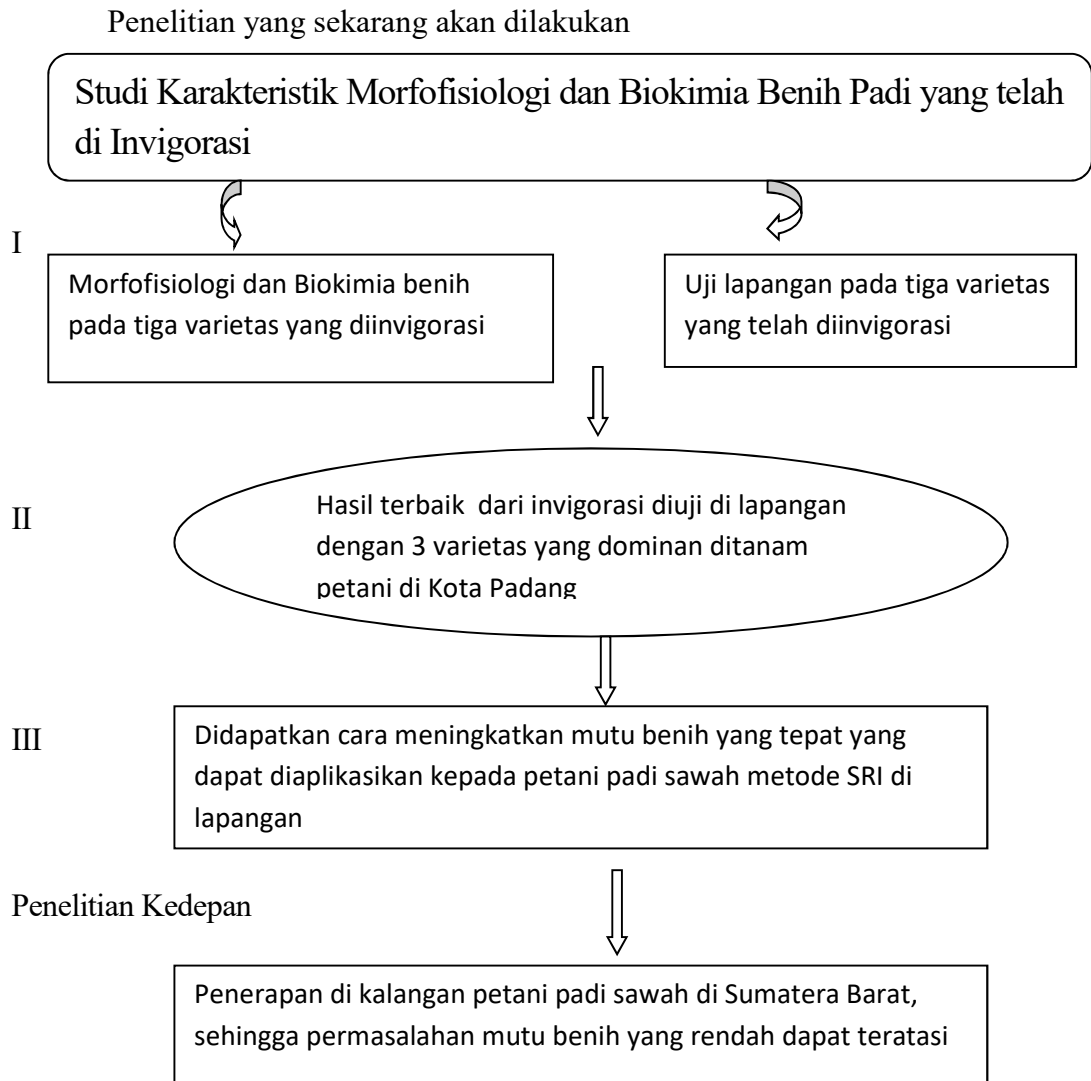 Penelitian yang sekarang akan dilakukan
Studi Karakteristik Morfofisiologi dan Biokimia Benih Padi yang telah
di Invigorasi
I
Morfofisiologi dan Biokimia benih
pada tiga varietas yang diinvigorasi
Uji lapangan pada tiga varietas
yang telah diinvigorasi
II
Hasil terbaik dari invigorasi diuji di lapangan
dengan 3 varietas yang dominan ditanam
petani di Kota Padang
III
Didapatkan cara meningkatkan mutu benih yang tepat yang
dapat diaplikasikan kepada petani padi sawah metode SRI di
lapangan
Penelitian Kedepan
Penerapan di kalangan petani padi sawah di Sumatera Barat,
sehingga permasalahan mutu benih yang rendah dapat teratasi